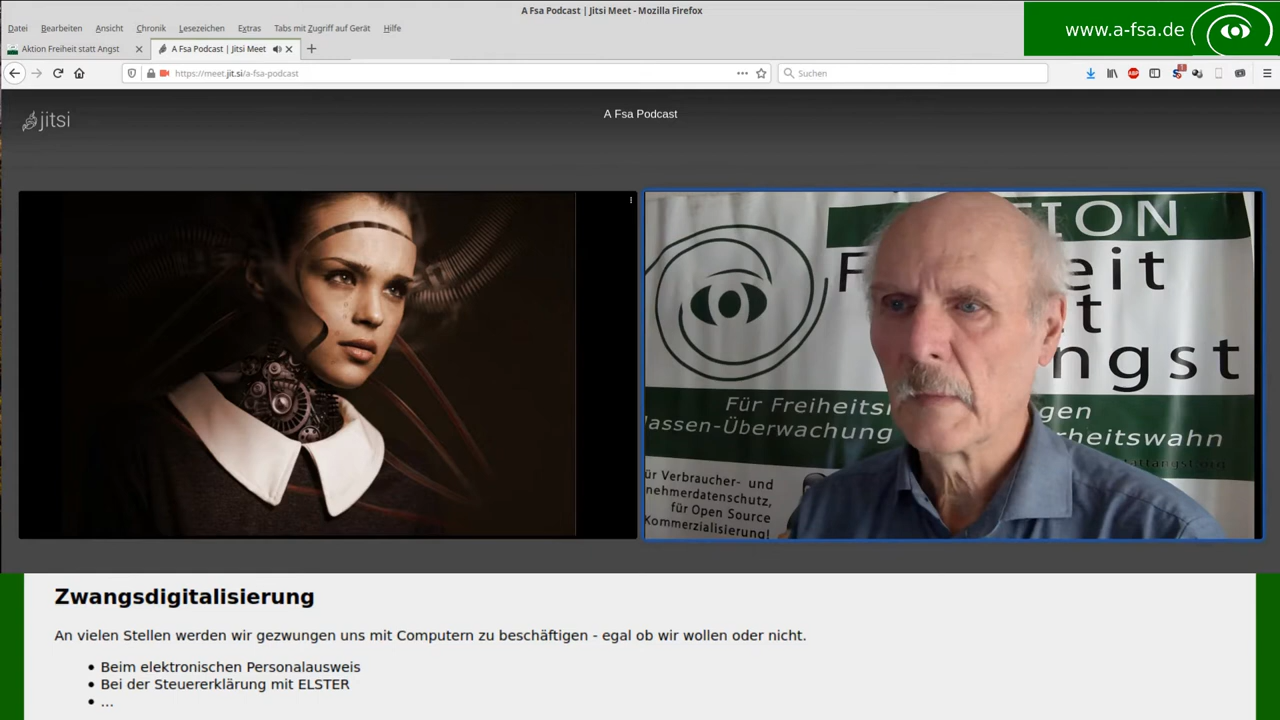 A Fsa Podcast | Jitsi Meet - Mozilla Firefox
www.a-fsa.de
Datei Bearbeiten Ansicht Chronik Lesezeichen Extras Tabs mit Zugriff auf Gerät Hilfe
Aktion Freiheit statt Angst
A Fsa Podcast | Jitsi Meet
https://meet.jit.si/a-fsa-podcast
Suchen
jitsi
A Fsa Podcast
TION
F eit
t
ngst
Für Freiheits gen
assen-Überwachung rheitswahn
ür Verbraucher- und
nehmerdatenschutz,
für Open Source
Kommerzialisierung!
Zwangsdigitalisierung
An vielen Stellen werden wir gezwungen uns mit Computern zu beschäftigen - egal ob wir wollen oder nicht.
• Beim elektronischen Personalausweis
• Bei der Steuererklärung mit ELSTER
• ...